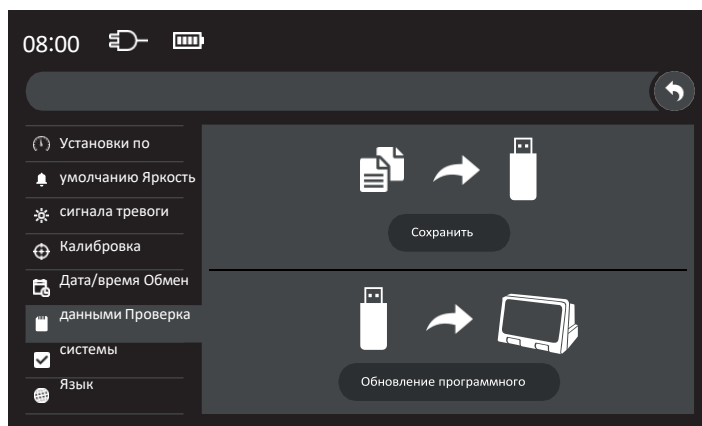 08:00
Установки по
умолчанию Яркость
сигнала тревоги
Калибровка
Дата/время Обмен
данными Проверка
системы
Язык
Сохранить
Обновление программного